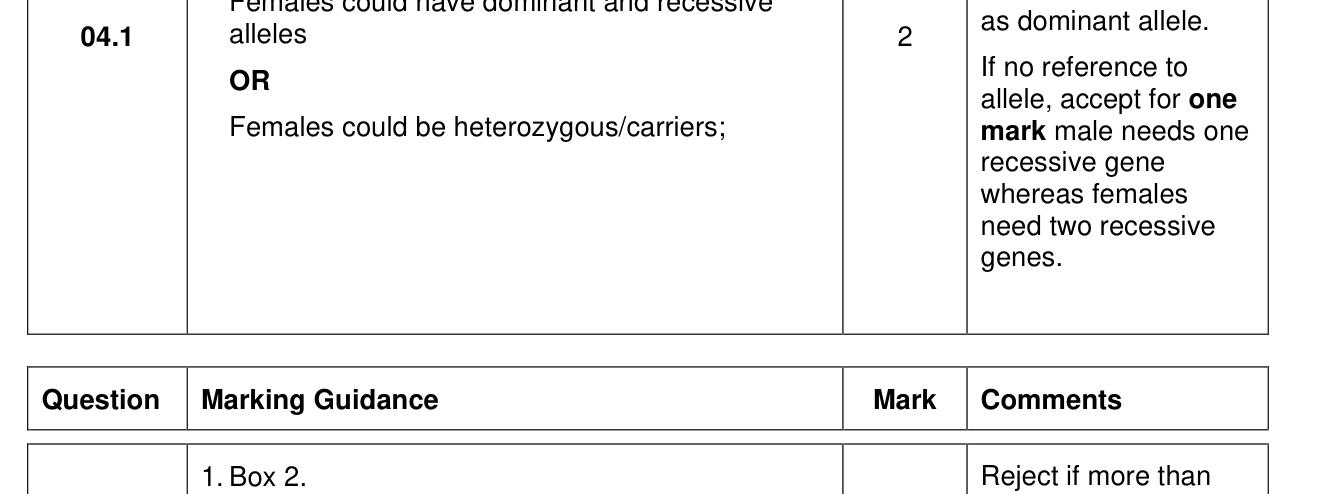 Females could have dominant and recessive
alleles
OR
Females could be heterozygous/carriers;
04.1
2
as dominant allele.
If no reference to
allele, accept for one
mark male needs one
recessive gene
whereas females
need two recessive
genes.
Question Marking Guidance Mark Comments
1. Box 2.
Reject if more than